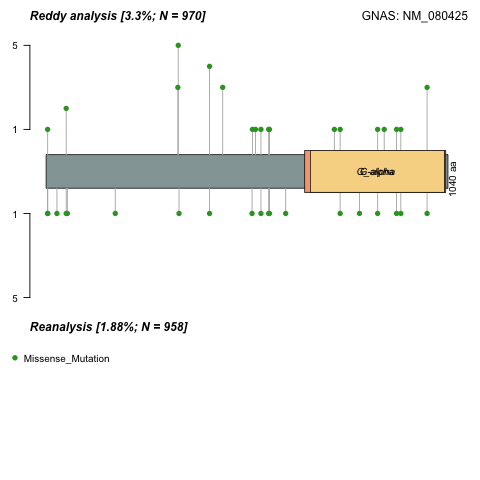 Reddy analysis [3.3%; N = 970]
GNAS: NM_080425
5
1
G_alpha
1040 aa
1
5
Reanalysis [1.88%; N = 958]
Missense_Mutation